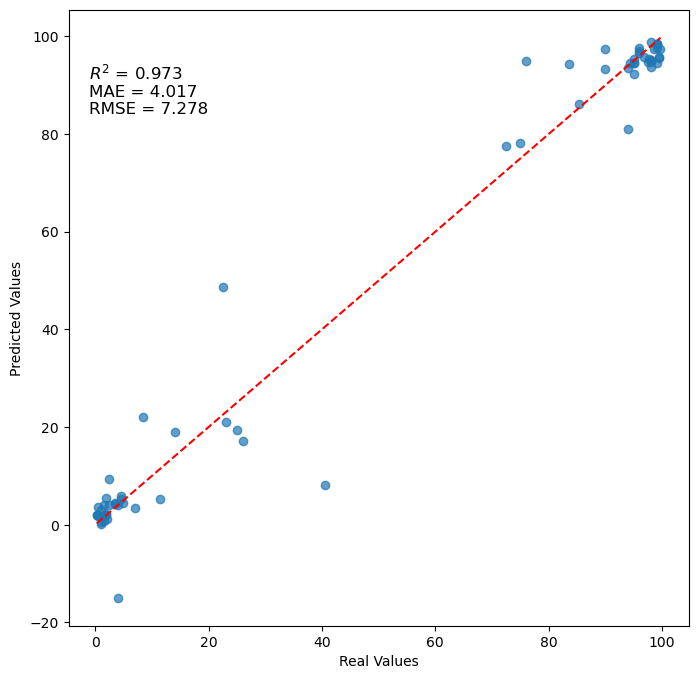 100
80
60
40
20
0
−20
Predicted Values
R² = 0.973
MAE = 4.017
RMSE = 7.278
0 20 40 60 80 100
Real Values